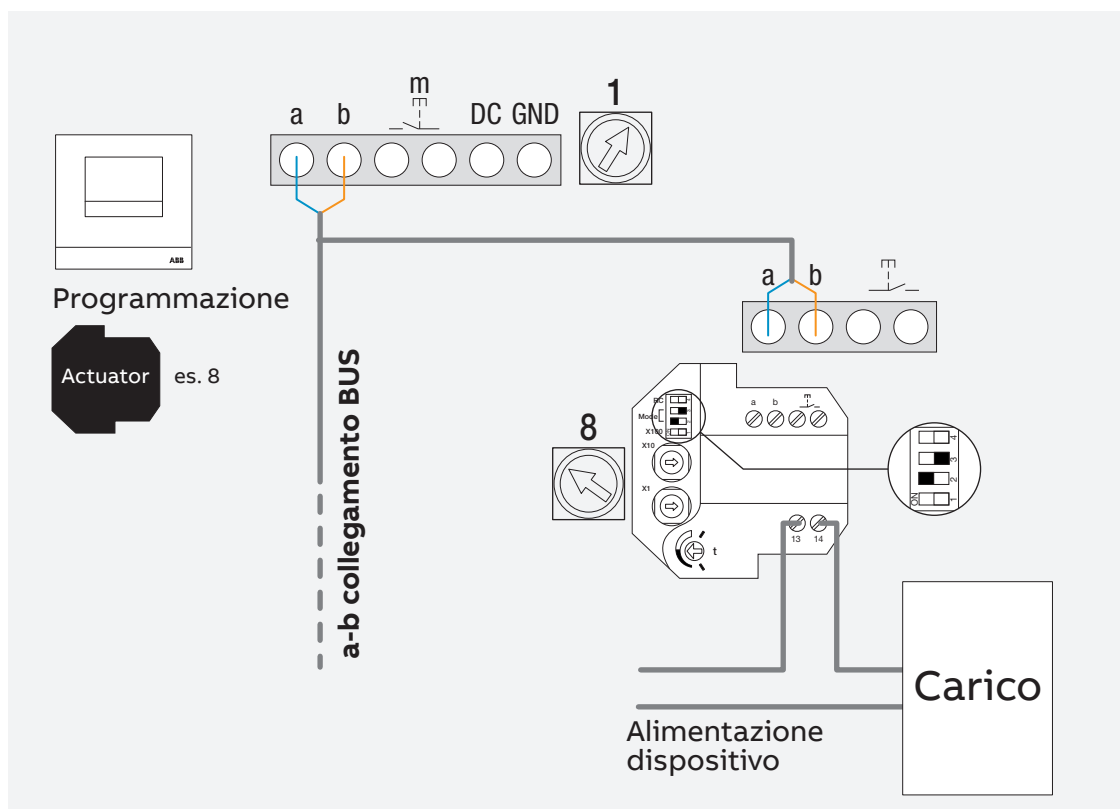 m
a b DC GND
1
ABB
Programmazione
Actuator es. 8
a-b collegamento BUS
a b
8
RC
Mode
X100
X10
X1
t
a b m
13 14
ON
1 2 3 4
Carico
Alimentazione
dispositivo